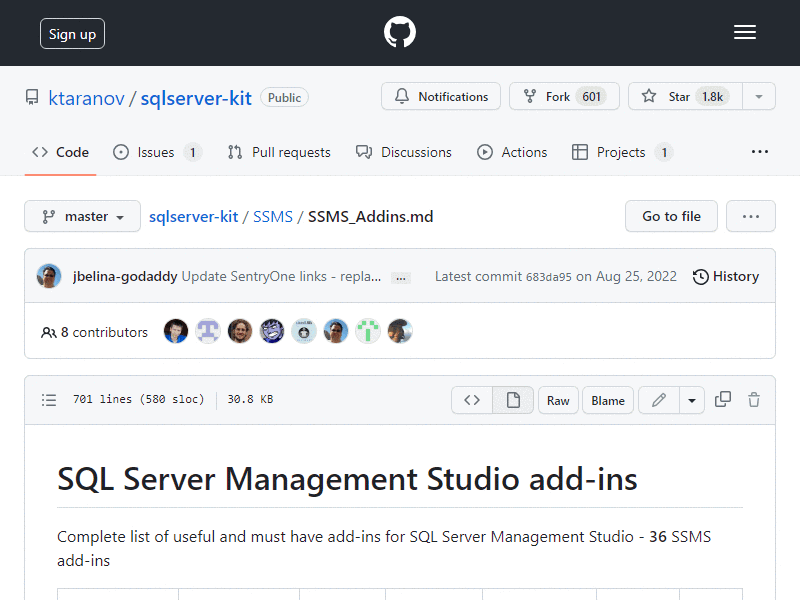 Sign up
ktaranov / sqlserver-kit Public
Notifications Fork 601 Star 1.8k
Code Issues 1 Pull requests Discussions Actions Projects 1 ...
master sqlserver-kit / SSMS / SSMS_Addins.md Go to file ...
jbelina-godaddy Update SentryOne links - repla... ... Latest commit 683da95 on Aug 25, 2022 History
8 contributors
701 lines (580 sloc) 30.8 KB Raw Blame
SQL Server Management Studio add-ins
Complete list of useful and must have add-ins for SQL Server Management Studio - 36 SSMS
add-ins